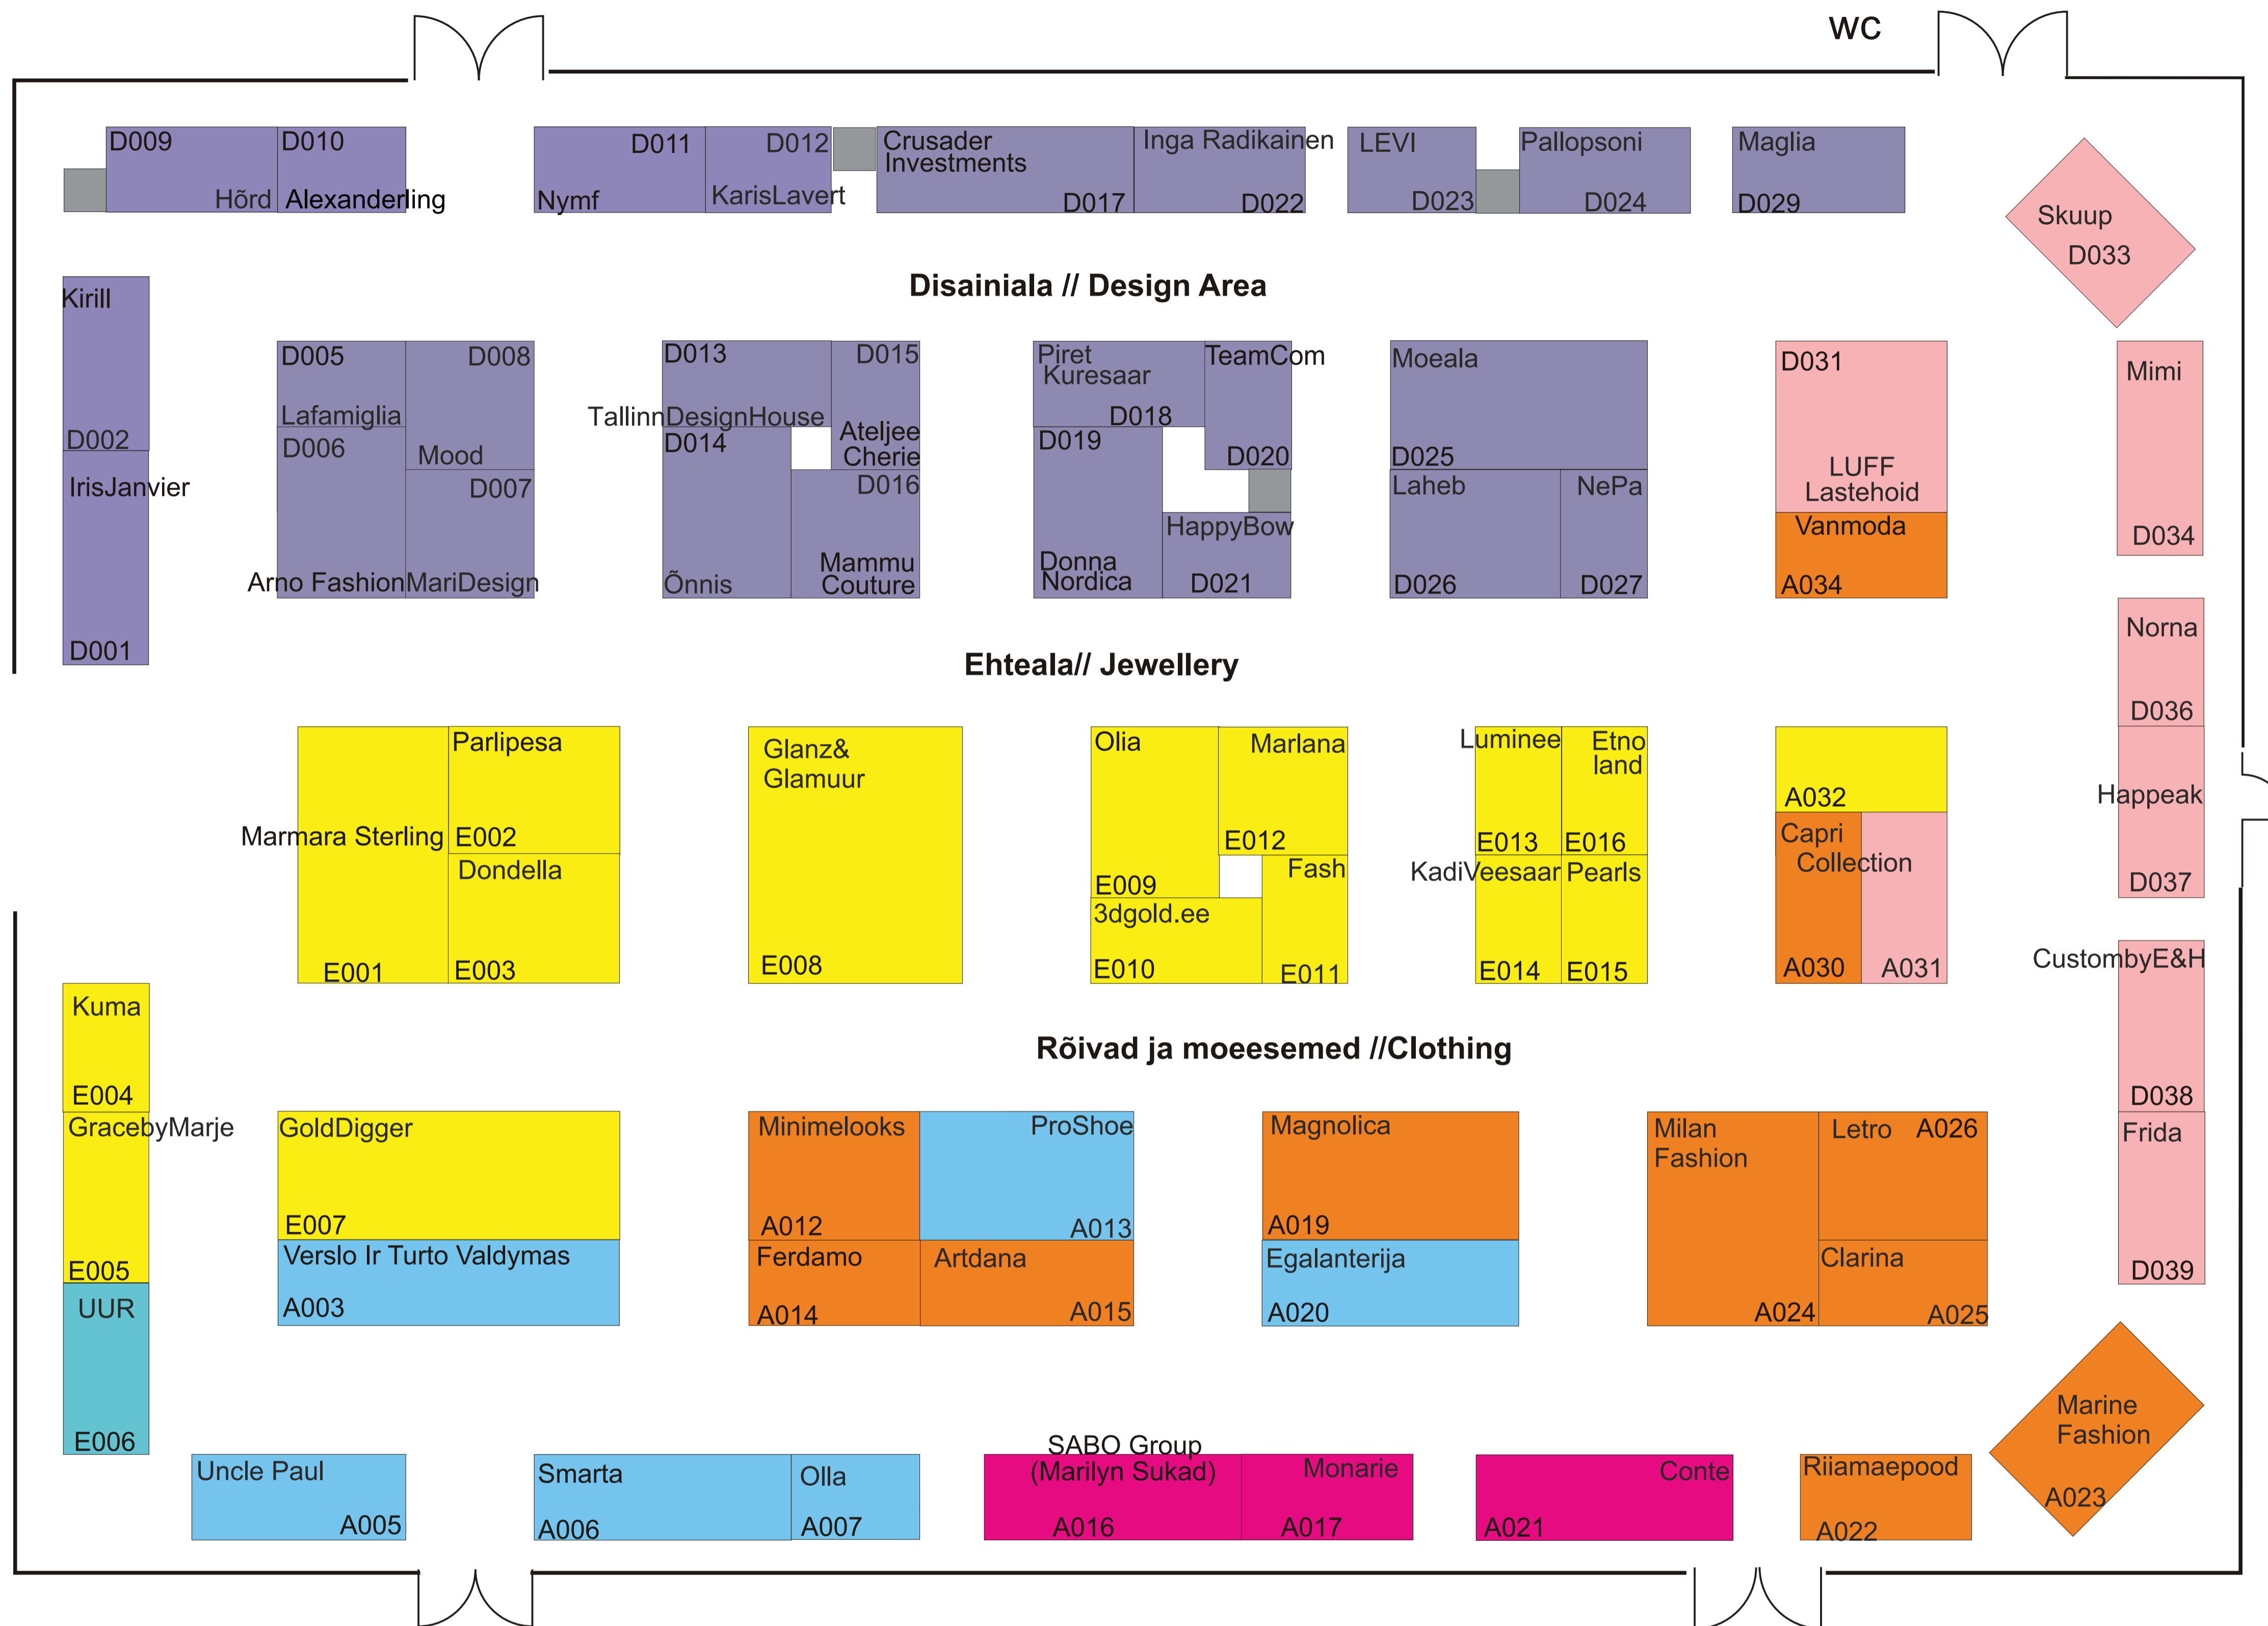 WC
D009
Hõrd
D010
Alexanderling
D011
Nymf
D012
KarisLavert
Crusader
Investments
D017
Inga Radikainen
D022
LEVI
D023
Pallopsoni
D024
Maglia
D029
Skuup
D033
Disainiala // Design Area
Kirill
D002
IrisJanvier
D001
D005
Lafamiglia
D008
Mood
D006
Arno Fashion
D007
MariDesign
D013
TallinnDesignHouse
D015
Ateljee
Cherie
D014
Õnnis
D016
Mammu
Couture
Piret
Kuresaar
D018
TeamCom
D020
D019
Donna
Nordica
HappyBow
D021
Moeala
D025
Laheb
D026
NePa
D027
D031
LUFF
Lastehoid
Vanmoda
A034
Mimi
D034
Norna
D036
Happeak
D037
Ehteala// Jewellery
Marmara Sterling
E001
Parlipesa
E002
Dondella
E003
Glanz&
Glamuur
E008
Olia
E009
Marlana
E012
Fash
E011
3dgold.ee
E010
Luminee
E013
Etno
land
E016
KadiVeesaar
E014
Pearls
E015
A032
Capri
Collection
A030
A031
CustombyE&H
D038
Frida
D039
Rõivad ja moeesemed //Clothing
Kuma
E004
GracebyMarje
E005
UUR
E006
GoldDigger
E007
Verslo Ir Turto Valdymas
A003
Minimelooks
A012
ProShoe
A013
Ferdamo
A014
Artdana
A015
Magnolica
A019
Egalanterija
A020
Milan
Fashion
A024
Letro A026
Clarina
A025
Marine
Fashion
A023
Uncle Paul
A005
Smarta
A006
Olla
A007
SABO Group
(Marilyn Sukad)
A016
Monarie
A017
Conte
A021
Riiamaepood
A022